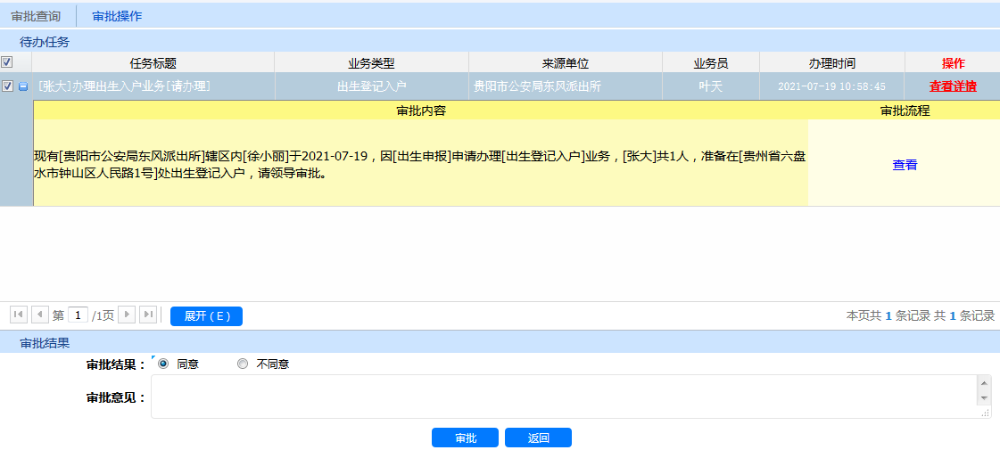 审批查询 审批操作
待办任务
任务标题 业务类型 来源单位 业务员 办理时间 操作
[张大]办理出生入户业务[请办理] 出生登记入户 贵阳市公安局东风派出所 叶天 2021-07-19 10:58:45 查看详情
审批内容 审批流程
现有[贵阳市公安局东风派出所]辖区内[徐小丽]于2021-07-19，因[出生申报]申请办理[出生登记入户]业务，[张大]共1人，准备在[贵州省六盘
水市钟山区人民路1号]处出生登记入户，请领导审批。
查看
第 1 /1页 展开(E) 本页共 1 条记录 共 1 条记录
审批结果
审批结果： 同意 不同意
审批意见：
审批 返回